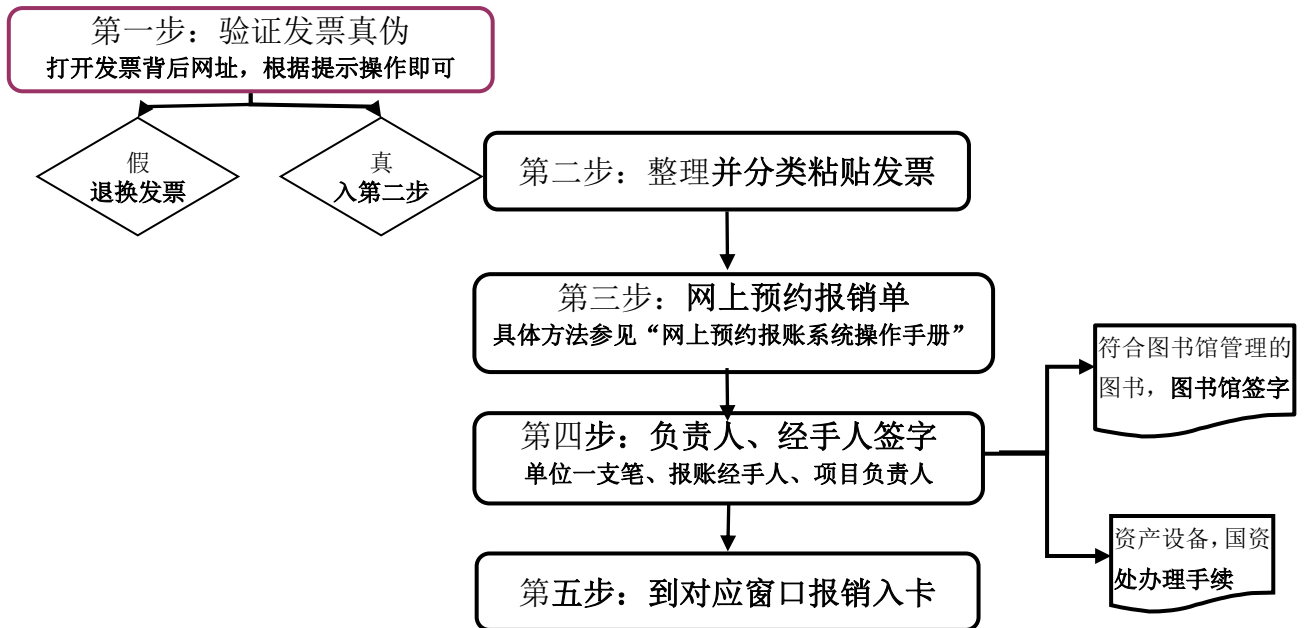 第一步：验证发票真伪
打开发票背后网址，根据提示操作即可
假
退换发票
真
入第二步
第二步：整理并分类粘贴发票
第三步：网上预约报销单
具体方法参见“网上预约报账系统操作手册”
符合图书馆管理的
图书，图书馆签字
第四步：负责人、经手人签字
单位一支笔、报账经手人、项目负责人
资产设备，国资
处办理手续
第五步：到对应窗口报销入卡